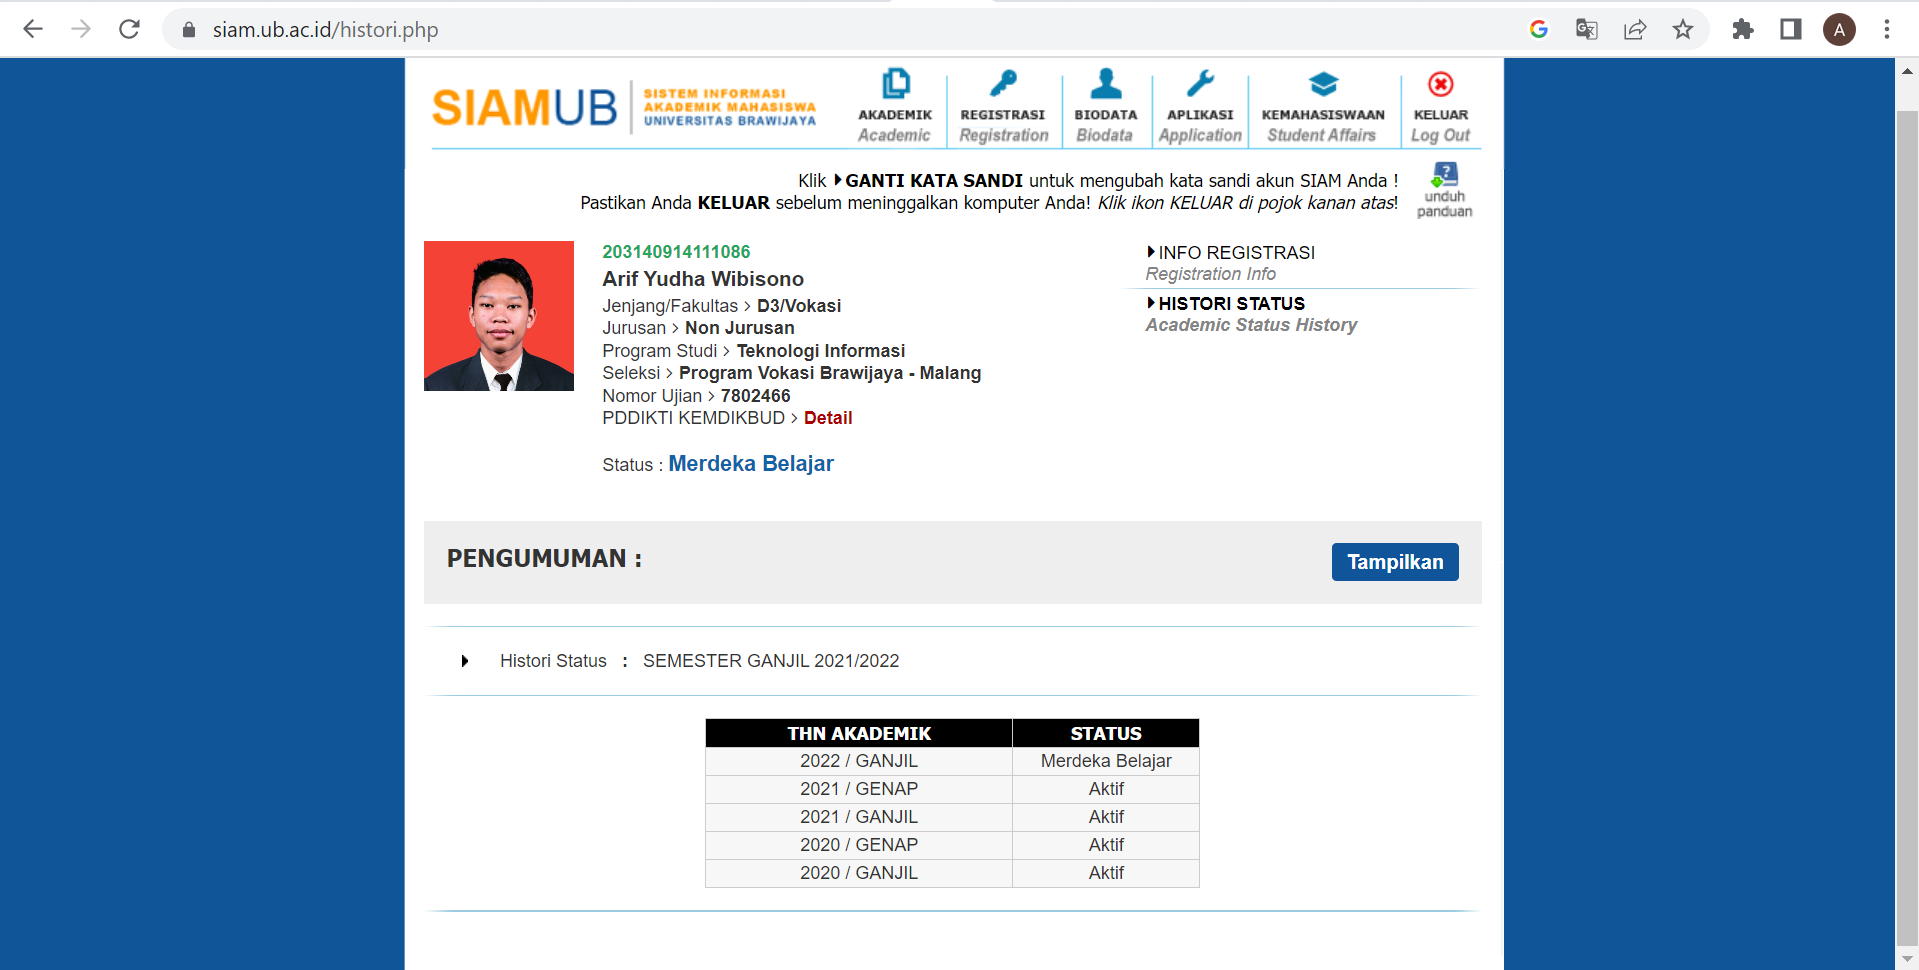 siam.ub.ac.id/histori.php
A
SIAMUB
SISTEM INFORMASI
AKADEMIK MAHASISWA
UNIVERSITAS BRAWIJAYA
AKADEMIK
Academic
REGISTRASI
Registration
BIODATA
Biodata
APLIKASI
Application
KEMAHASISWAAN
Student Affairs
KELUAR
Log Out
Klik GANTI KATA SANDI untuk mengubah kata sandi akun SIAM Anda !
Pastikan Anda KELUAR sebelum meninggalkan komputer Anda! Klik ikon KELUAR di pojok kanan atas!
unduh
panduan
203140914111086
Arif Yudha Wibisono
Jenjang/Fakultas > D3/Vokasi
Jurusan > Non Jurusan
Program Studi > Teknologi Informasi
Seleksi > Program Vokasi Brawijaya - Malang
Nomor Ujian > 7802466
PDDIKTI KEMDIKBUD > Detail
Status : Merdeka Belajar
INFO REGISTRASI
Registration Info
HISTORI STATUS
Academic Status History
PENGUMUMAN :
Tampilkan
Histori Status : SEMESTER GANJIL 2021/2022
THN AKADEMIK STATUS
2022 / GANJIL Merdeka Belajar
2021 / GENAP Aktif
2021 / GANJIL Aktif
2020 / GENAP Aktif
2020 / GANJIL Aktif